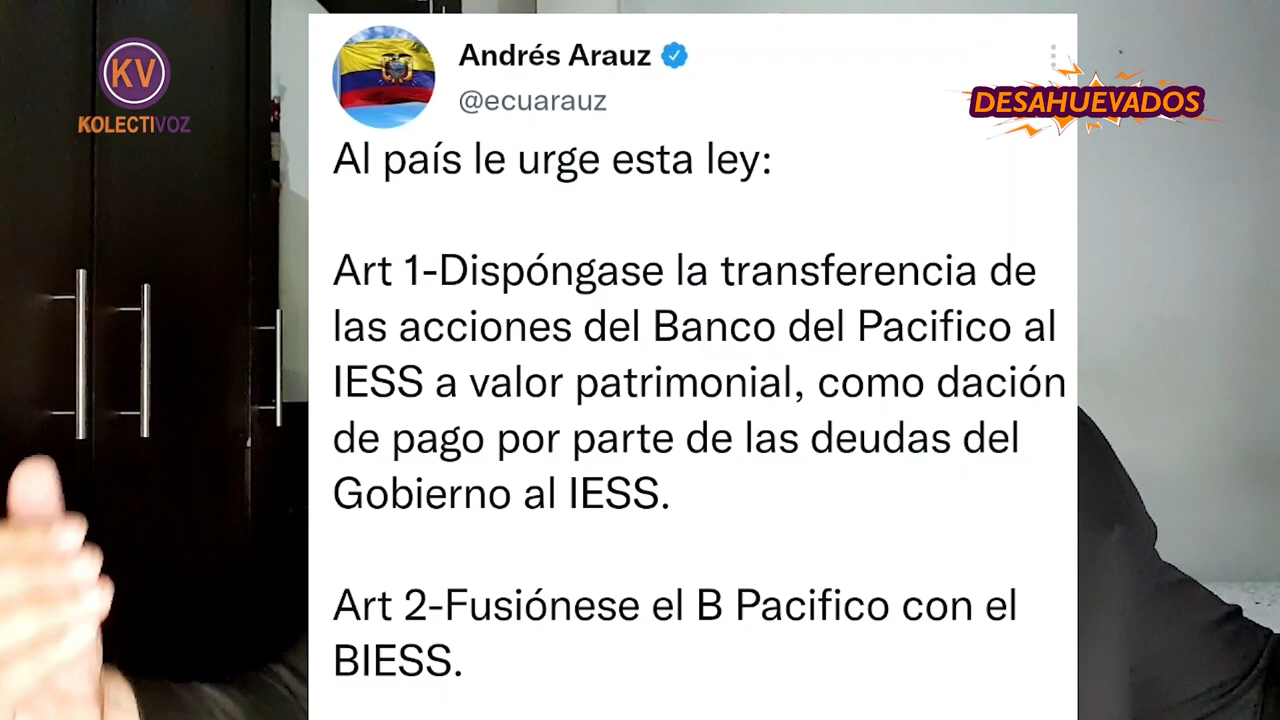 KV
KOLECTIVOZ
DESAHUEVADOS
Andrés Arauz
@ecuarauz
Al país le urge esta ley:
Art 1-Dispóngase la transferencia de
las acciones del Banco del Pacifico al
IESS a valor patrimonial, como dación
de pago por parte de las deudas del
Gobierno al IESS.
Art 2-Fusiónese el B Pacifico con el
BIESS.